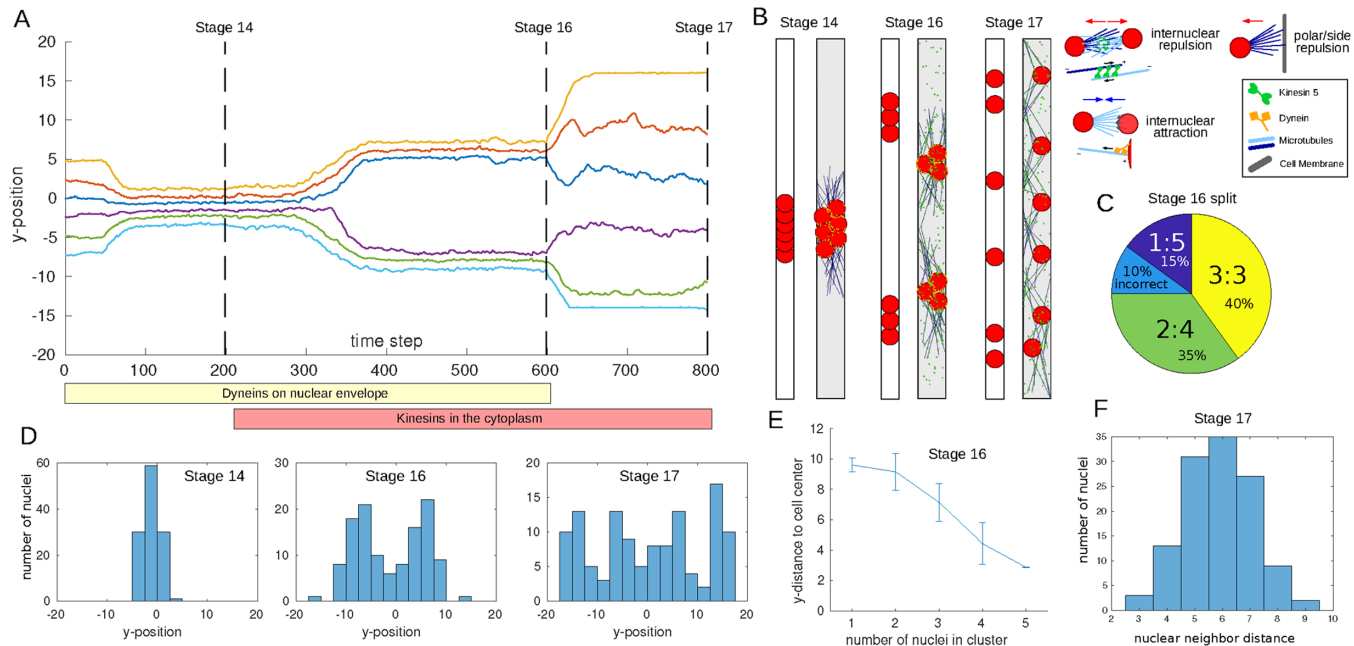 A
Stage 14
Stage 16
Stage 17
20
15
10
5
0
-5
-10
-15
-20
y-position
0
100
200
300
400
500
600
700
800
time step
Dyneins on nuclear envelope
Kinesins in the cytoplasm
B
Stage 14
Stage 16
Stage 17
internuclear
repulsion
polar/side
repulsion
internuclear
attraction
Kinesin 5
Dynein
Microtubules
Cell Membrane
C
Stage 16 split
1:5
15%
10%
incorrect
3:3
40%
2:4
35%
D
Stage 14
60
40
20
0
number of nuclei
-20
-10
0
10
20
y-position
Stage 16
30
20
10
0
-20
-10
0
10
20
y-position
Stage 17
20
15
10
5
0
-20
-10
0
10
20
y-position
E
Stage 16
12
10
8
6
4
2
0
y-distance to cell center
1
2
3
4
5
number of nuclei in cluster
F
Stage 17
35
30
25
20
15
10
5
0
number of nuclei
2
3
4
5
6
7
8
9
10
nuclear neighbor distance